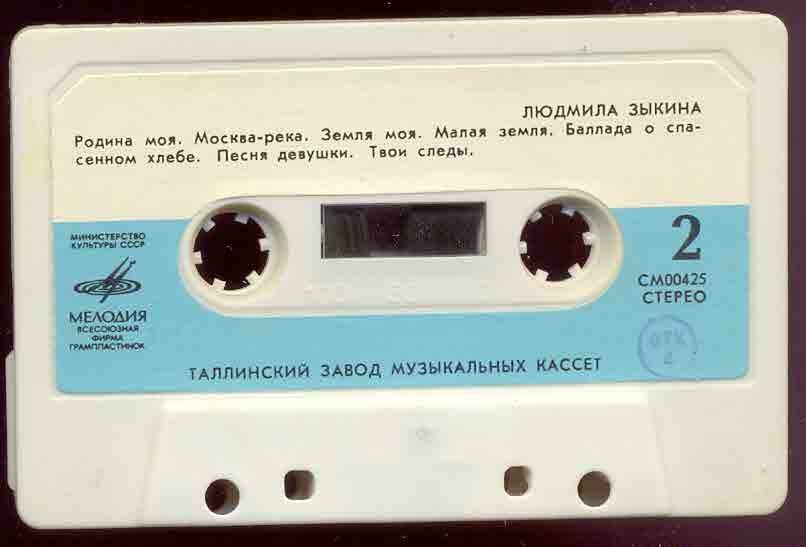 ЛЮДМИЛА ЗЫКИНА
Родина моя. Москва-река. Земля моя. Малая земля. Баллада о спа-
сенном хлебе. Песня девушки. Твои следы.
МИНИСТЕРСТВО
КУЛЬТУРЫ СССР
МЕЛОДИЯ
ВСЕСОЮЗНАЯ
ФИРМА
ГРАМПЛАСТИНОК
2
СМ00425
СТЕРЕО
ОТК
ТАЛЛИНСКИЙ ЗАВОД МУЗЫКАЛЬНЫХ КАССЕТ